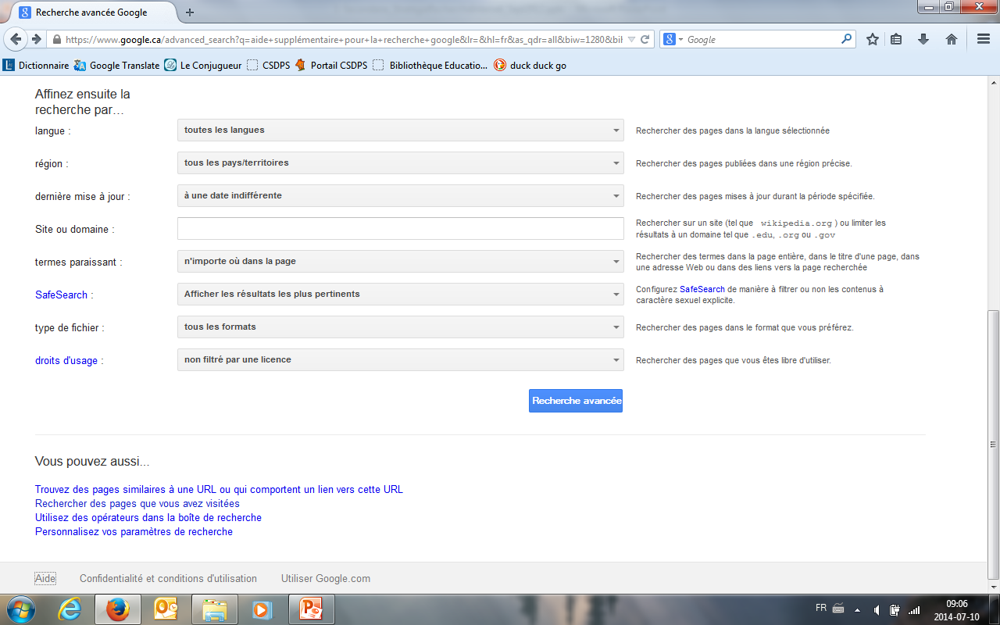 Recherche avancée Google
https://www.google.ca/advanced_search?q=aide+supplémentaire+pour+la+recherche+google&lr=&hl=fr&as_qdr=all&biw=1280&bil
Google
Dictionnaire Google Translate Le Conjugueur CSDPS Portail CSDPS Bibliothèque Educatio... duck duck go
Affinez ensuite la
recherche par...
langue : toutes les langues Rechercher des pages dans la langue sélectionnée
région : tous les pays/territoires Rechercher des pages publiées dans une région précise.
dernière mise à jour : à une date indifférente Rechercher des pages mises à jour durant la période spécifiée.
Site ou domaine : Rechercher sur un site (tel que wikipedia.org ) ou limiter les
résultats à un domaine tel que .edu, .org ou .gov
termes paraissant : n'importe où dans la page Rechercher des termes dans la page entière, dans le titre d'une page, dans
une adresse Web ou dans des liens vers la page recherchée
SafeSearch : Afficher les résultats les plus pertinents Configurez SafeSearch de manière à filtrer ou non les contenus à
caractère sexuel explicite.
type de fichier : tous les formats Rechercher des pages dans le format que vous préférez.
droits d'usage : non filtré par une licence Rechercher des pages que vous êtes libre d'utiliser.
Recherche avancée
Vous pouvez aussi...
Trouvez des pages similaires à une URL ou qui comportent un lien vers cette URL
Rechercher des pages que vous avez visitées
Utilisez des opérateurs dans la boîte de recherche
Personnalisez vos paramètres de recherche
Aide Confidentialité et conditions d'utilisation Utiliser Google.com
FR 09:06
2014-07-10